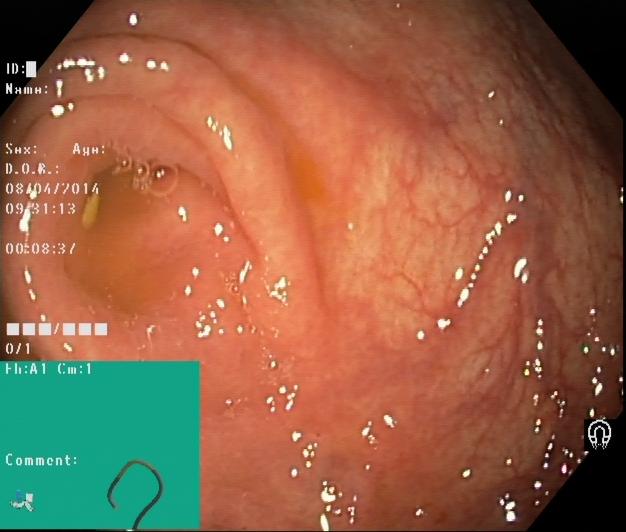 ID:
Name:
Sex: Age:
D.O.B.:
08/04/2014
09:31:13
00:08:37
0/1
Eh:A1 Cm:1
Comment: